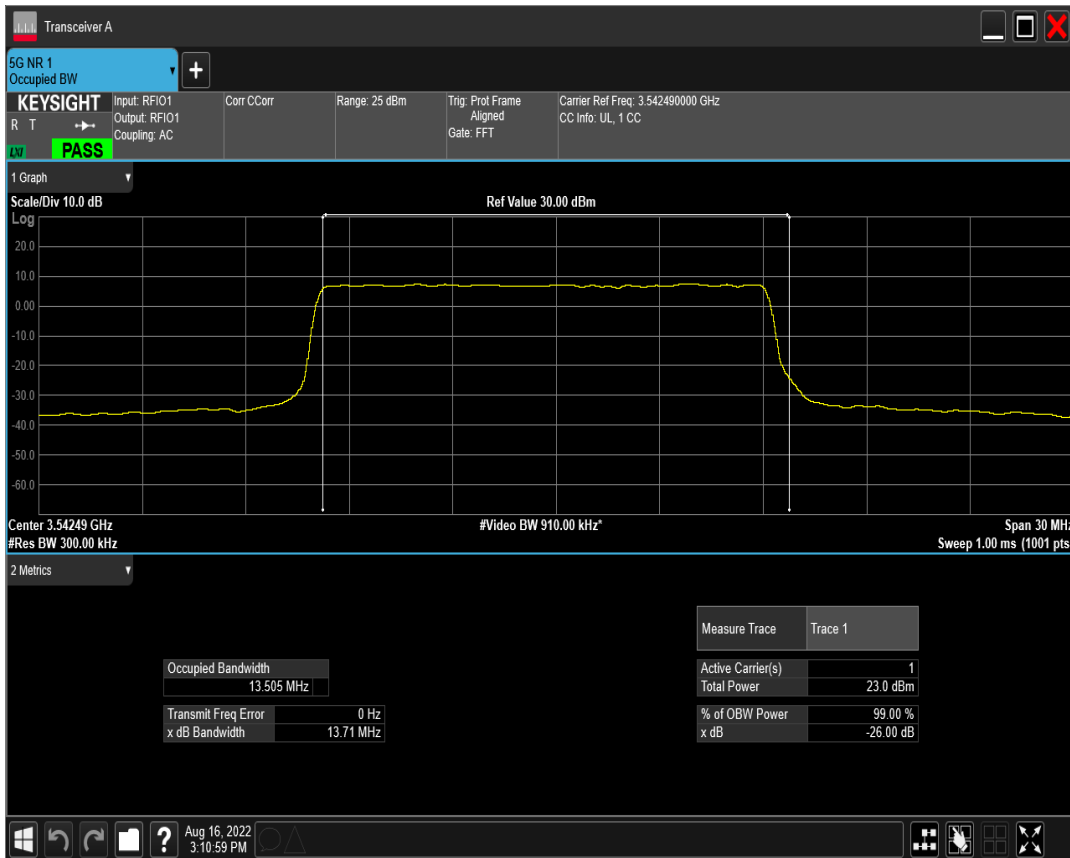 Transceiver A
5G NR 1
Occupied BW
+
KEYSIGHT
R T
LXI
PASS
Input: RFIO1
Output: RFIO1
Coupling: AC
Corr CCorr
Range: 25 dBm
Trig: Prot Frame
Aligned
Gate: FFT
Carrier Ref Freq: 3.542490000 GHz
CC Info: UL, 1 CC
1 Graph
Scale/Div 10.0 dB
Ref Value 30.00 dBm
Log
20.0
10.0
0.00
-10.0
-20.0
-30.0
-40.0
-50.0
-60.0
Center 3.54249 GHz
#Video BW 910.00 kHz*
Span 30 MHz
#Res BW 300.00 kHz
Sweep 1.00 ms (1001 pts
2 Metrics
Measure Trace Trace 1
Occupied Bandwidth
13.505 MHz
Active Carrier(s) 1
Total Power 23.0 dBm
Transmit Freq Error 0 Hz
x dB Bandwidth 13.71 MHz
% of OBW Power 99.00 %
x dB -26.00 dB
?
Aug 16, 2022
3:10:59 PM